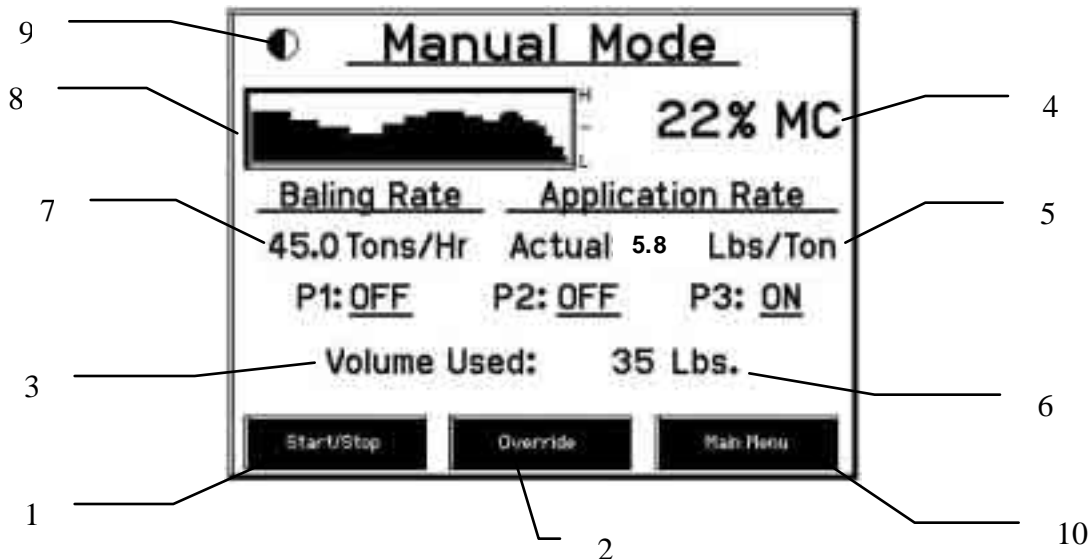 9
Manual Mode
8
H
-
L
22% MC
4
Baling Rate
Application Rate
7
5
45.0 Tons/Hr
Actual 5.8 Lbs/Ton
P1: OFF
P2: OFF
P3: ON
3
Volume Used: 35 Lbs.
6
Start/Stop
Override
Main Menu
1
2
10